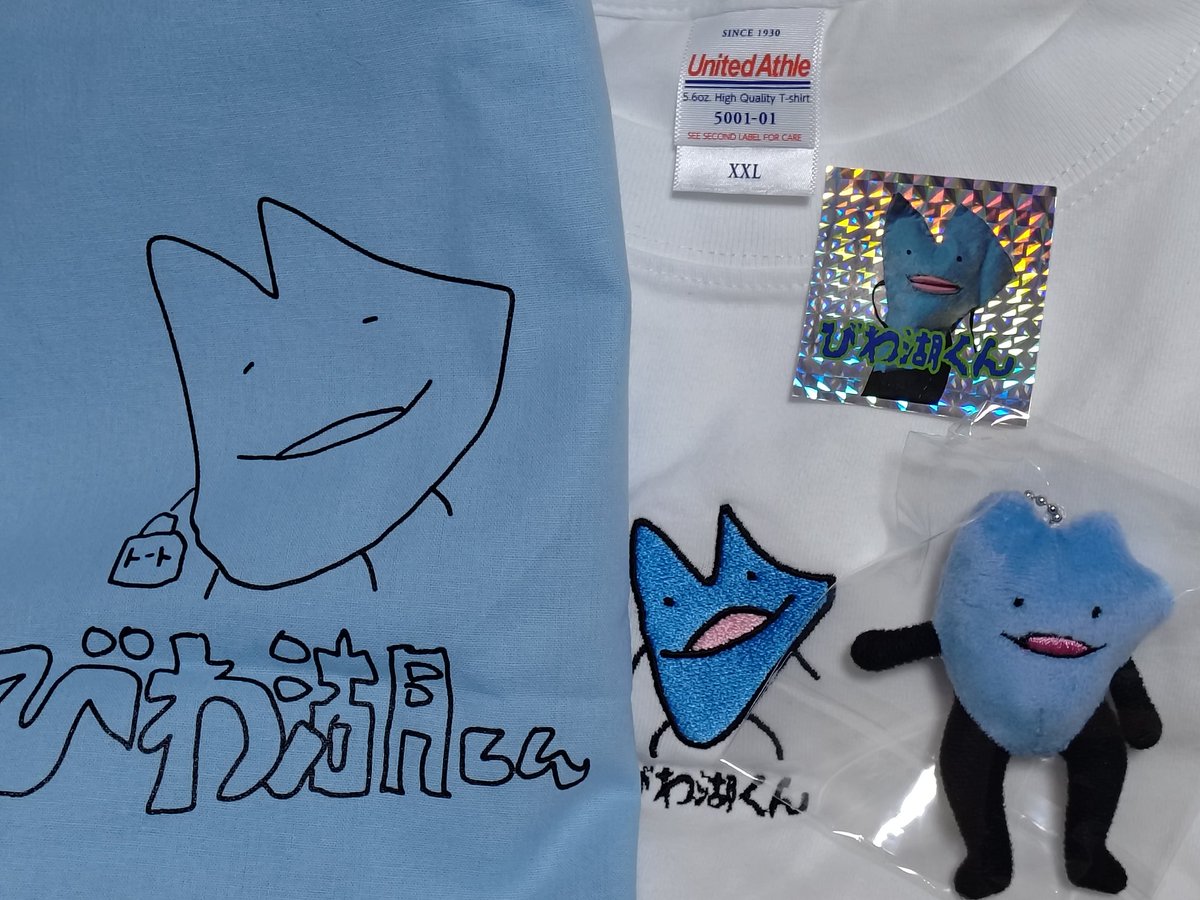 トート
びわ湖くん
SINCE 1930
United Athle
5.6oz. High Quality T-shirt
5001-01
SEE SECOND LABEL FOR CARE
XXL
びわ湖くん
びわ湖くん